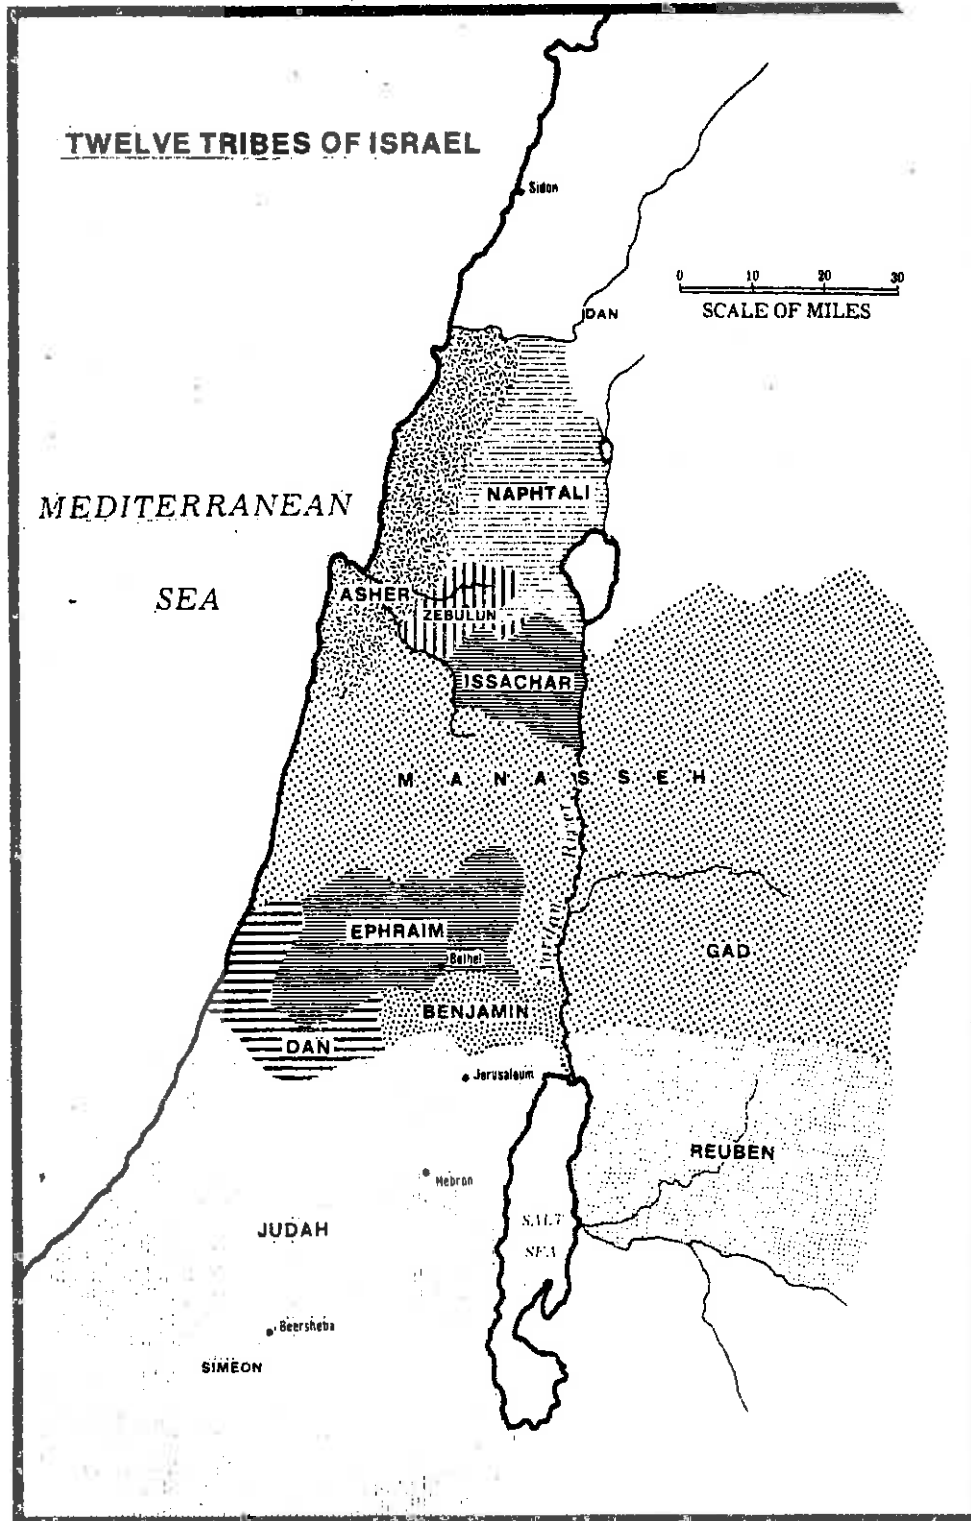 TWELVE TRIBES OF ISRAEL
Sidon
0 10 20 30
SCALE OF MILES
DAN
MEDITERRANEAN
SEA
NAPHTALI
ASHER
ZEBULUN
ISSACHAR
MANASSEH
Jordan River
EPHRAIM
Bethel
GAD
BENJAMIN
DAN
Jerusalem
REUBEN
Hebron
SALT
SEA
JUDAH
Beersheba
SIMEON